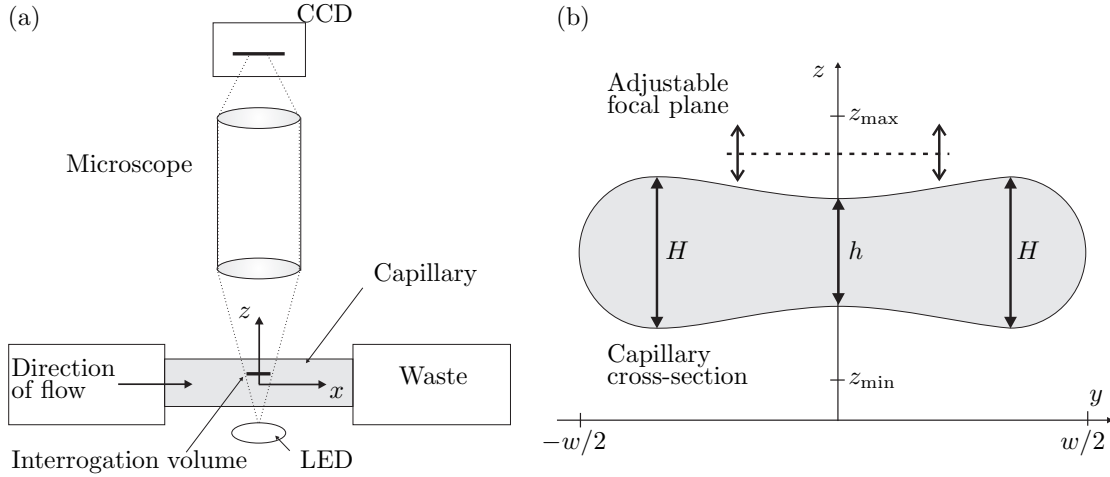 (a)
CCD
Microscope
Capillary
z
Direction
of flow
x
Waste
Interrogation volume
LED
(b)
z
Adjustable
focal plane
z_max
H
h
H
Capillary
cross-section
z_min
y
−w/2
w/2